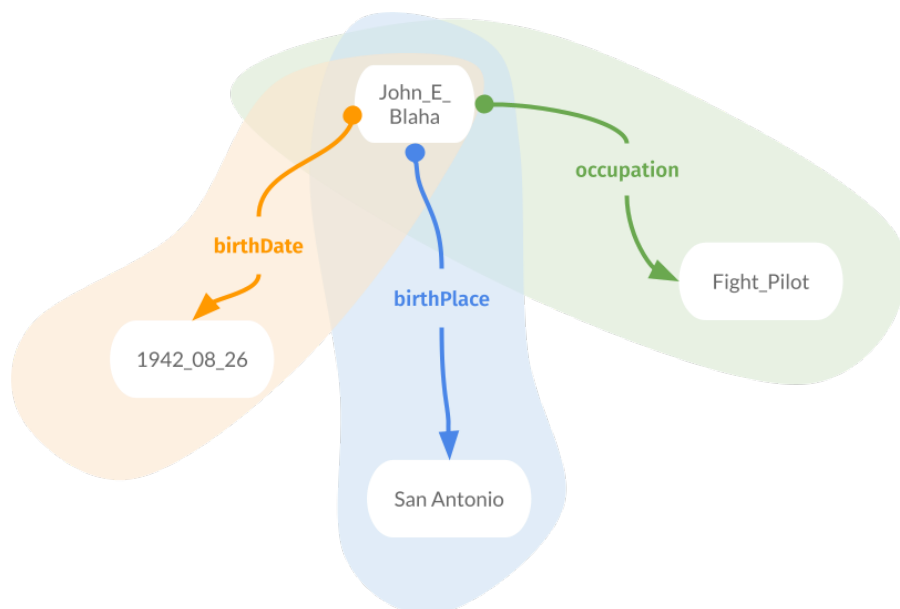 John_E_
Blaha
occupation
birthDate
Fight_Pilot
birthPlace
1942_08_26
San Antonio